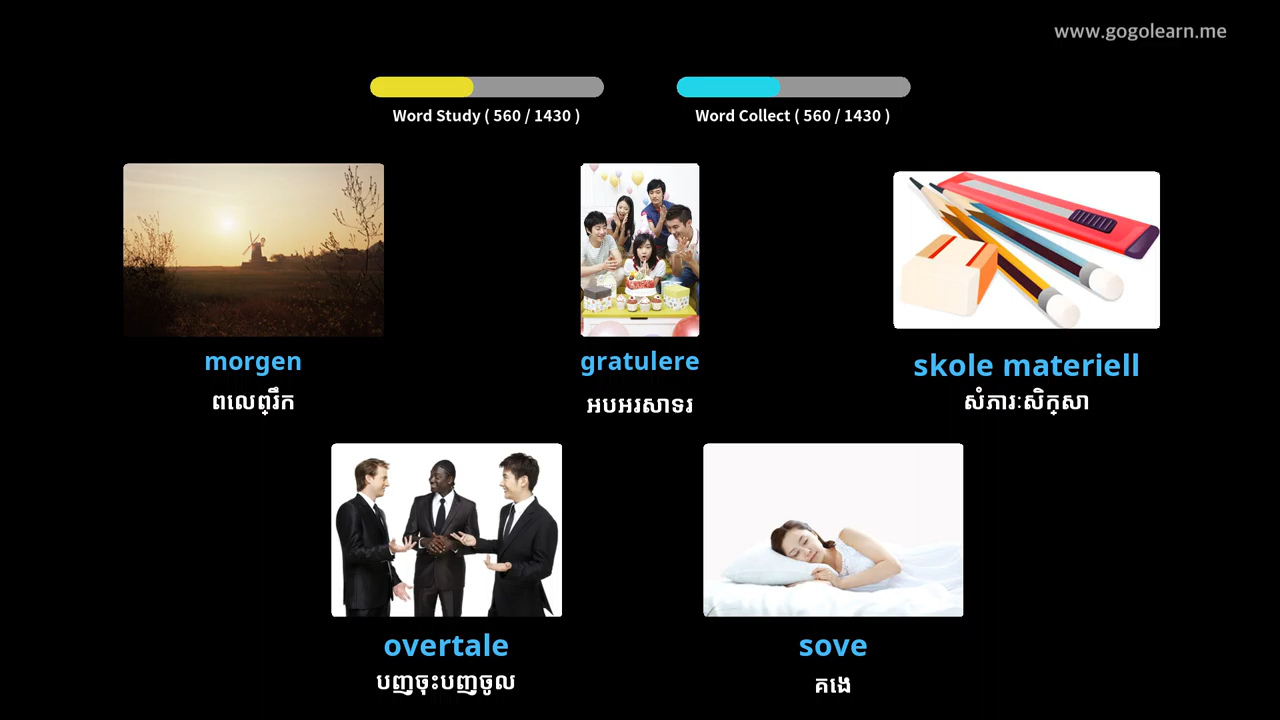 www.gogolearn.me
Word Study ( 560 / 1430 )
Word Collect ( 560 / 1430 )
morgen
ពលេព្រឹក
gratulere
អបអរសាទរ
skole materiell
សំភារៈសិក្សា
overtale
បញ្ចុះបញ្ចូល
sove
គងេ